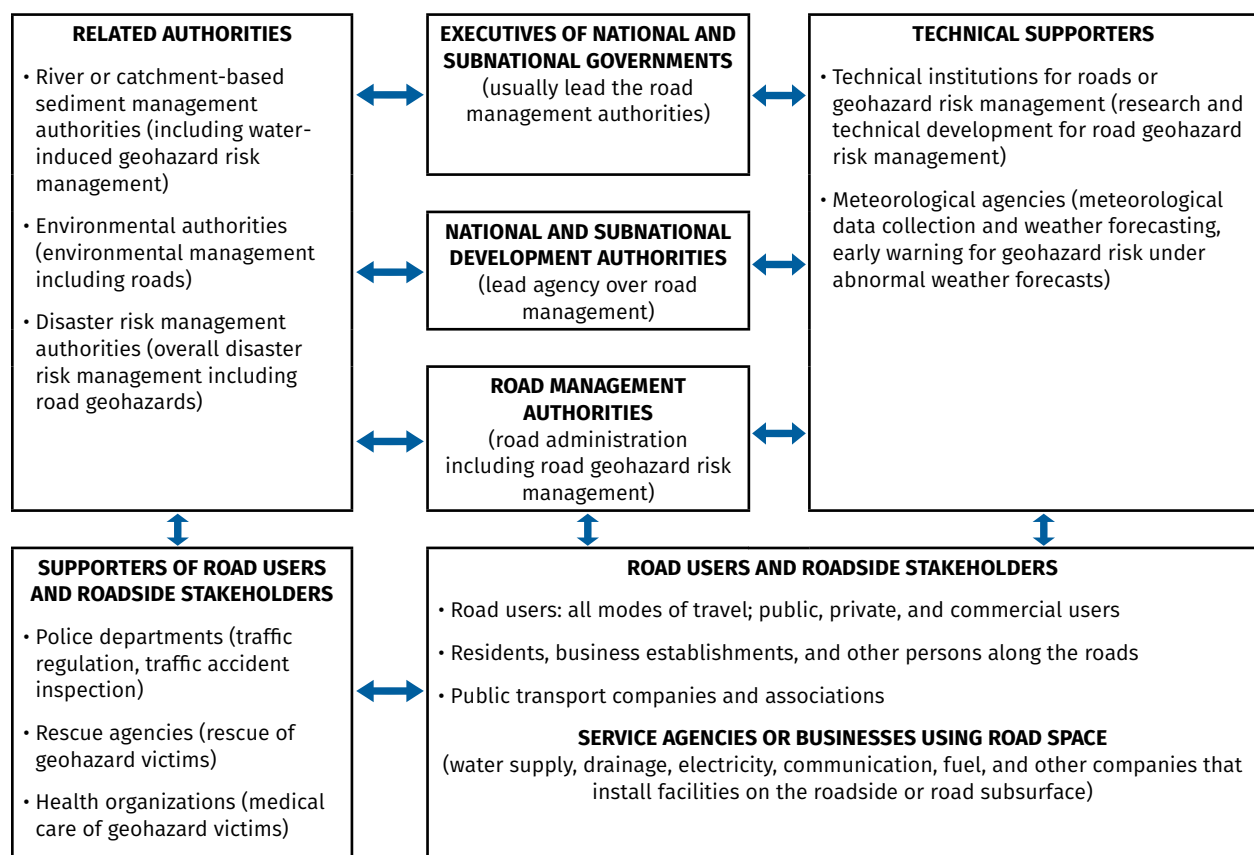 RELATED AUTHORITIES
• River or catchment-based
sediment management
authorities (including water-
induced geohazard risk
management)
• Environmental authorities
(environmental management
including roads)
• Disaster risk management
authorities (overall disaster
risk management including
road geohazards)
EXECUTIVES OF NATIONAL AND
SUBNATIONAL GOVERNMENTS
(usually lead the road
management authorities)
NATIONAL AND SUBNATIONAL
DEVELOPMENT AUTHORITIES
(lead agency over road
management)
ROAD MANAGEMENT
AUTHORITIES
(road administration
including road geohazard risk
management)
TECHNICAL SUPPORTERS
• Technical institutions for roads or
geohazard risk management (research and
technical development for road geohazard
risk management)
• Meteorological agencies (meteorological
data collection and weather forecasting,
early warning for geohazard risk under
abnormal weather forecasts)
SUPPORTERS OF ROAD USERS
AND ROADSIDE STAKEHOLDERS
• Police departments (traffic
regulation, traffic accident
inspection)
• Rescue agencies (rescue of
geohazard victims)
• Health organizations (medical
care of geohazard victims)
ROAD USERS AND ROADSIDE STAKEHOLDERS
• Road users: all modes of travel; public, private, and commercial users
• Residents, business establishments, and other persons along the roads
• Public transport companies and associations
SERVICE AGENCIES OR BUSINESSES USING ROAD SPACE
(water supply, drainage, electricity, communication, fuel, and other companies that
install facilities on the roadside or road subsurface)